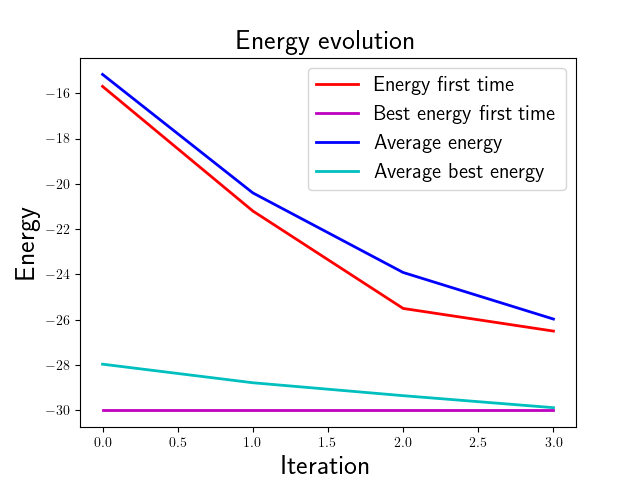 Energy evolution
Energy first time
Best energy first time
Average energy
Average best energy
Energy
−16
−18
−20
−22
−24
−26
−28
−30
0.0 0.5 1.0 1.5 2.0 2.5 3.0
Iteration